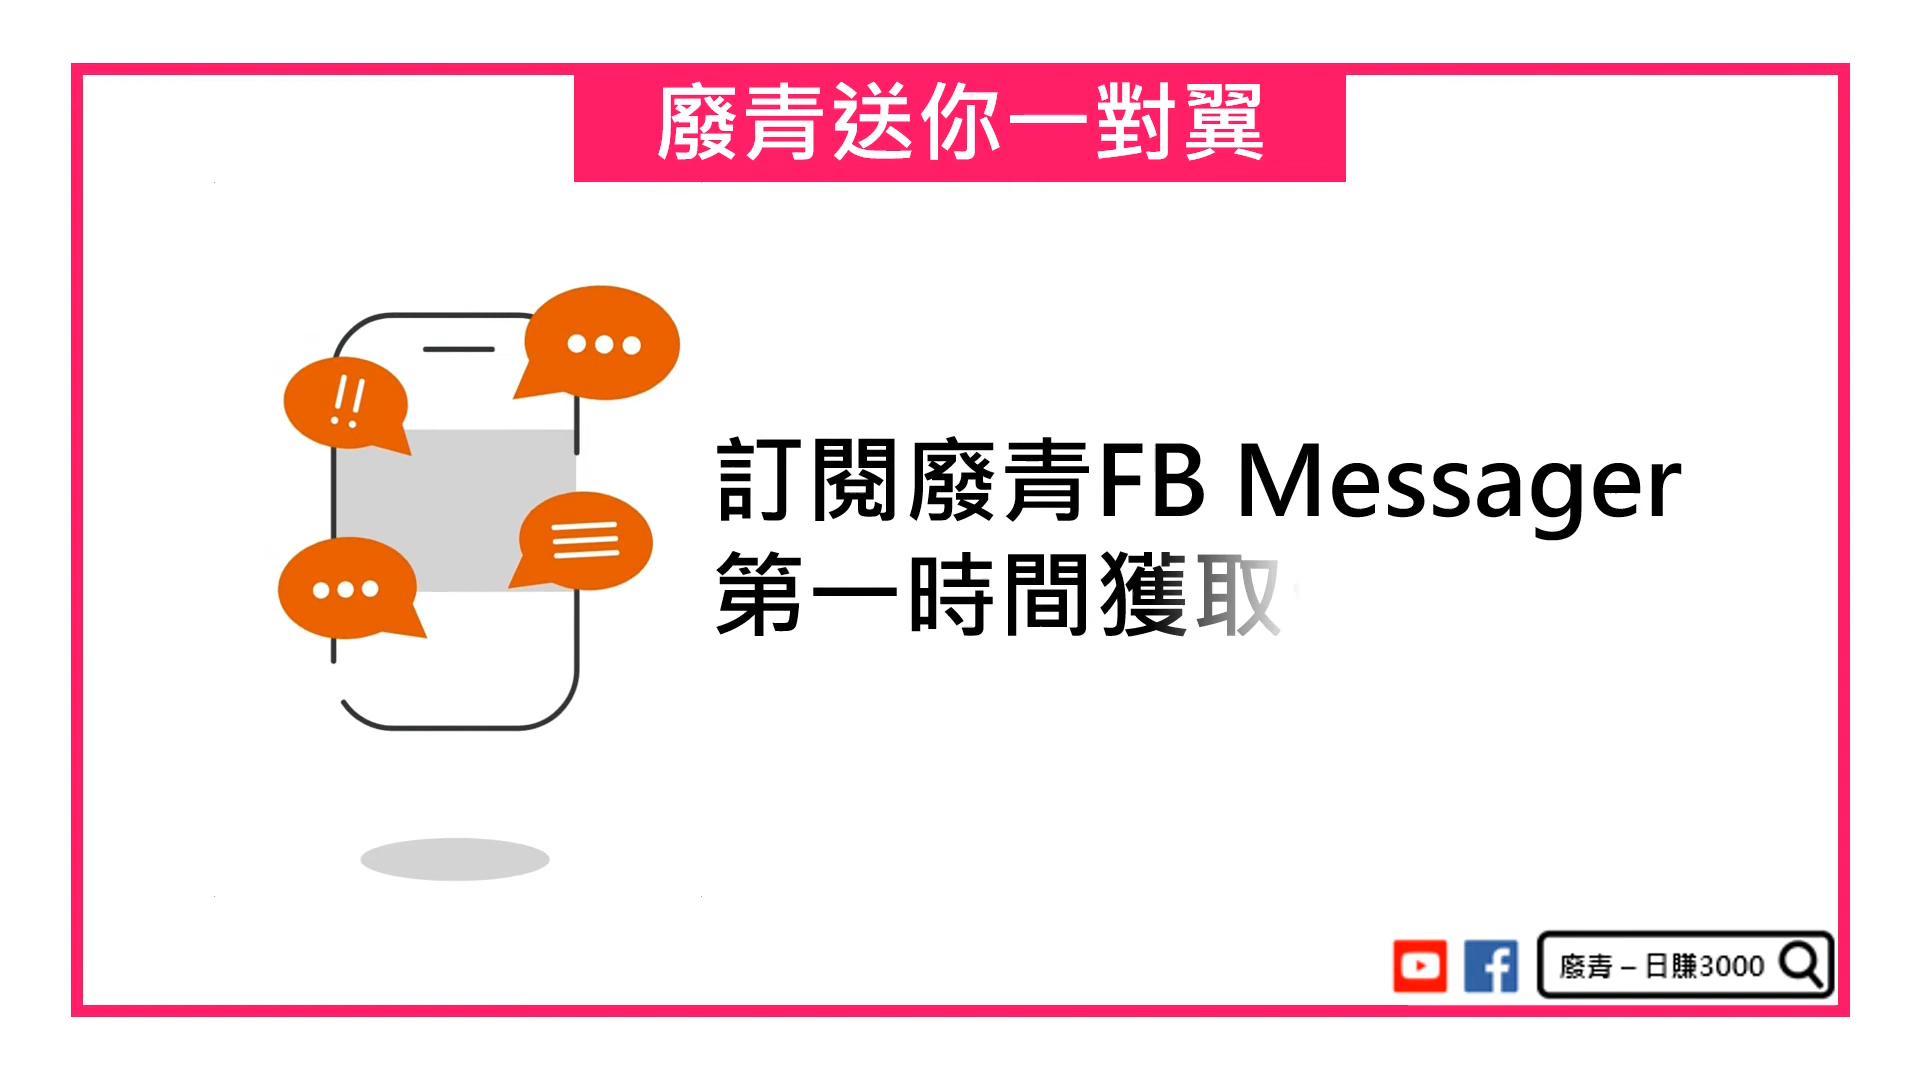 廢青送你一對翼
!!
訂閱廢青FB Messager
第一時間獲取
廢青 – 日賺3000